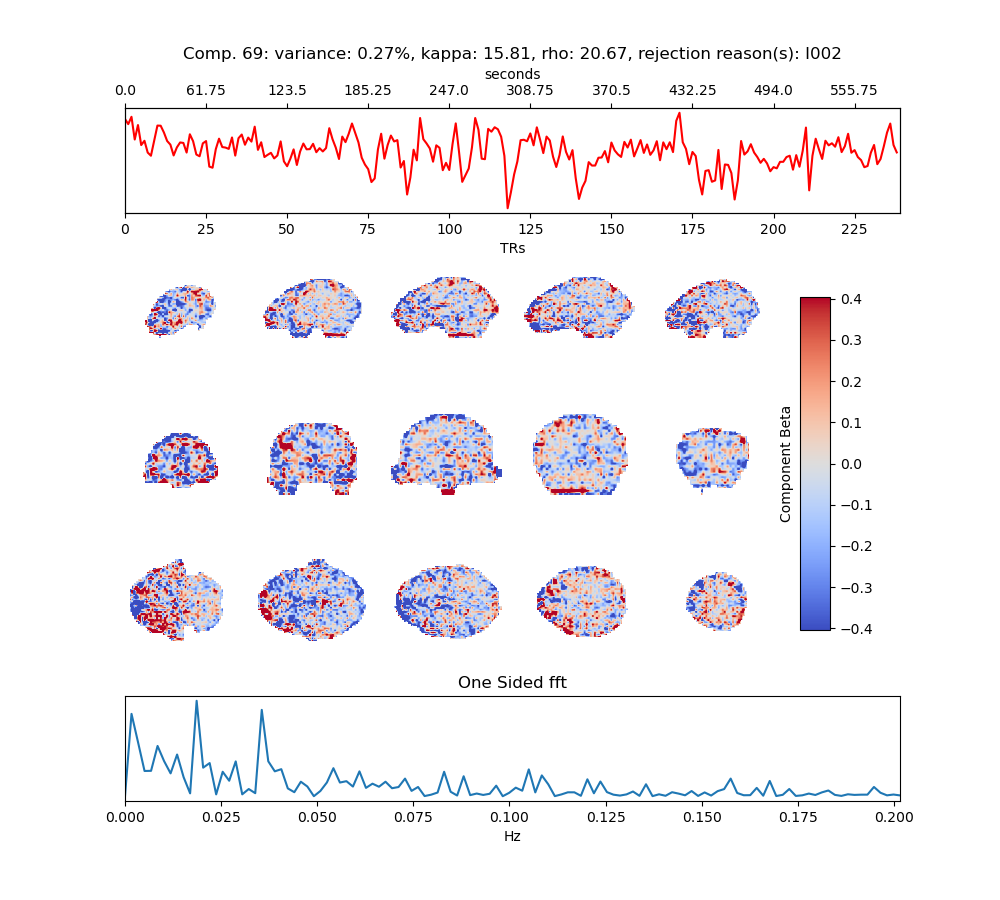 Comp. 69: variance: 0.27%, kappa: 15.81, rho: 20.67, rejection reason(s): I002
seconds
0.0 61.75 123.5 185.25 247.0 308.75 370.5 432.25 494.0 555.75
0 25 50 75 100 125 150 175 200 225
TRs
0.4
0.3
0.2
0.1
0.0
−0.1
−0.2
−0.3
−0.4
Component Beta
One Sided fft
0.000 0.025 0.050 0.075 0.100 0.125 0.150 0.175 0.200
Hz